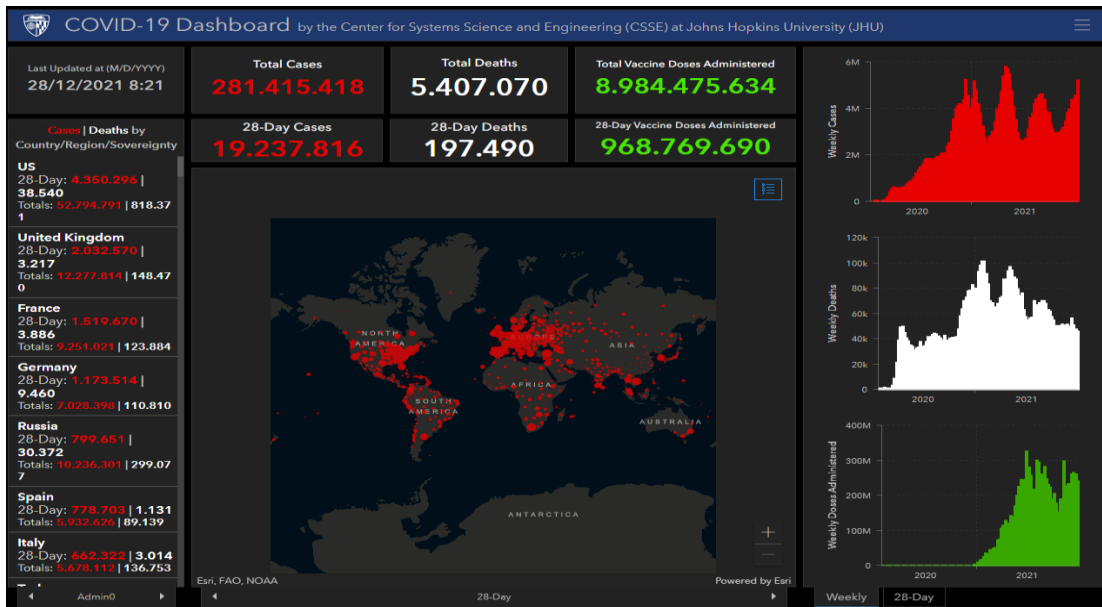 COVID-19 Dashboard by the Center for Systems Science and Engineering (CSSE) at Johns Hopkins University (JHU)
Last Updated at (M/D/YYYY)
28/12/2021 8:21
Total Cases
281.415.418
Total Deaths
5.407.070
Total Vaccine Doses Administered
8.984.475.634
28-Day Cases
19.237.816
28-Day Deaths
197.490
28-Day Vaccine Doses Administered
968.769.690
Cases | Deaths by
Country/Region/Sovereignty
US
28-Day: 4.350.296 |
38.540
Totals: 52.794.791 | 818.37
1
United Kingdom
28-Day: 2.032.570 |
3.217
Totals: 12.277.814 | 148.47
0
France
28-Day: 1.519.670 |
3.886
Totals: 9.251.021 | 123.884
Germany
28-Day: 1.173.514 |
9.460
Totals: 7.028.398 | 110.810
Russia
28-Day: 799.651 |
30.372
Totals: 10.236.301 | 299.07
7
Spain
28-Day: 778.703 | 1.131
Totals: 5.932.626 | 89.139
Italy
28-Day: 662.322 | 3.014
Totals: 5.678.112 | 136.753
Admin0
NORTH
AMERICA
EUROPE
ASIA
AFRICA
SOUTH
AMERICA
AUSTRALIA
ANTARCTICA
Esri, FAO, NOAA
Powered by Esri
28-Day
Weekly Cases
6M
4M
2M
0
2020
2021
Weekly Deaths
120k
100k
80k
60k
40k
20k
0
2020
2021
Weekly Doses Administered
400M
300M
200M
100M
0
2020
2021
Weekly
28-Day